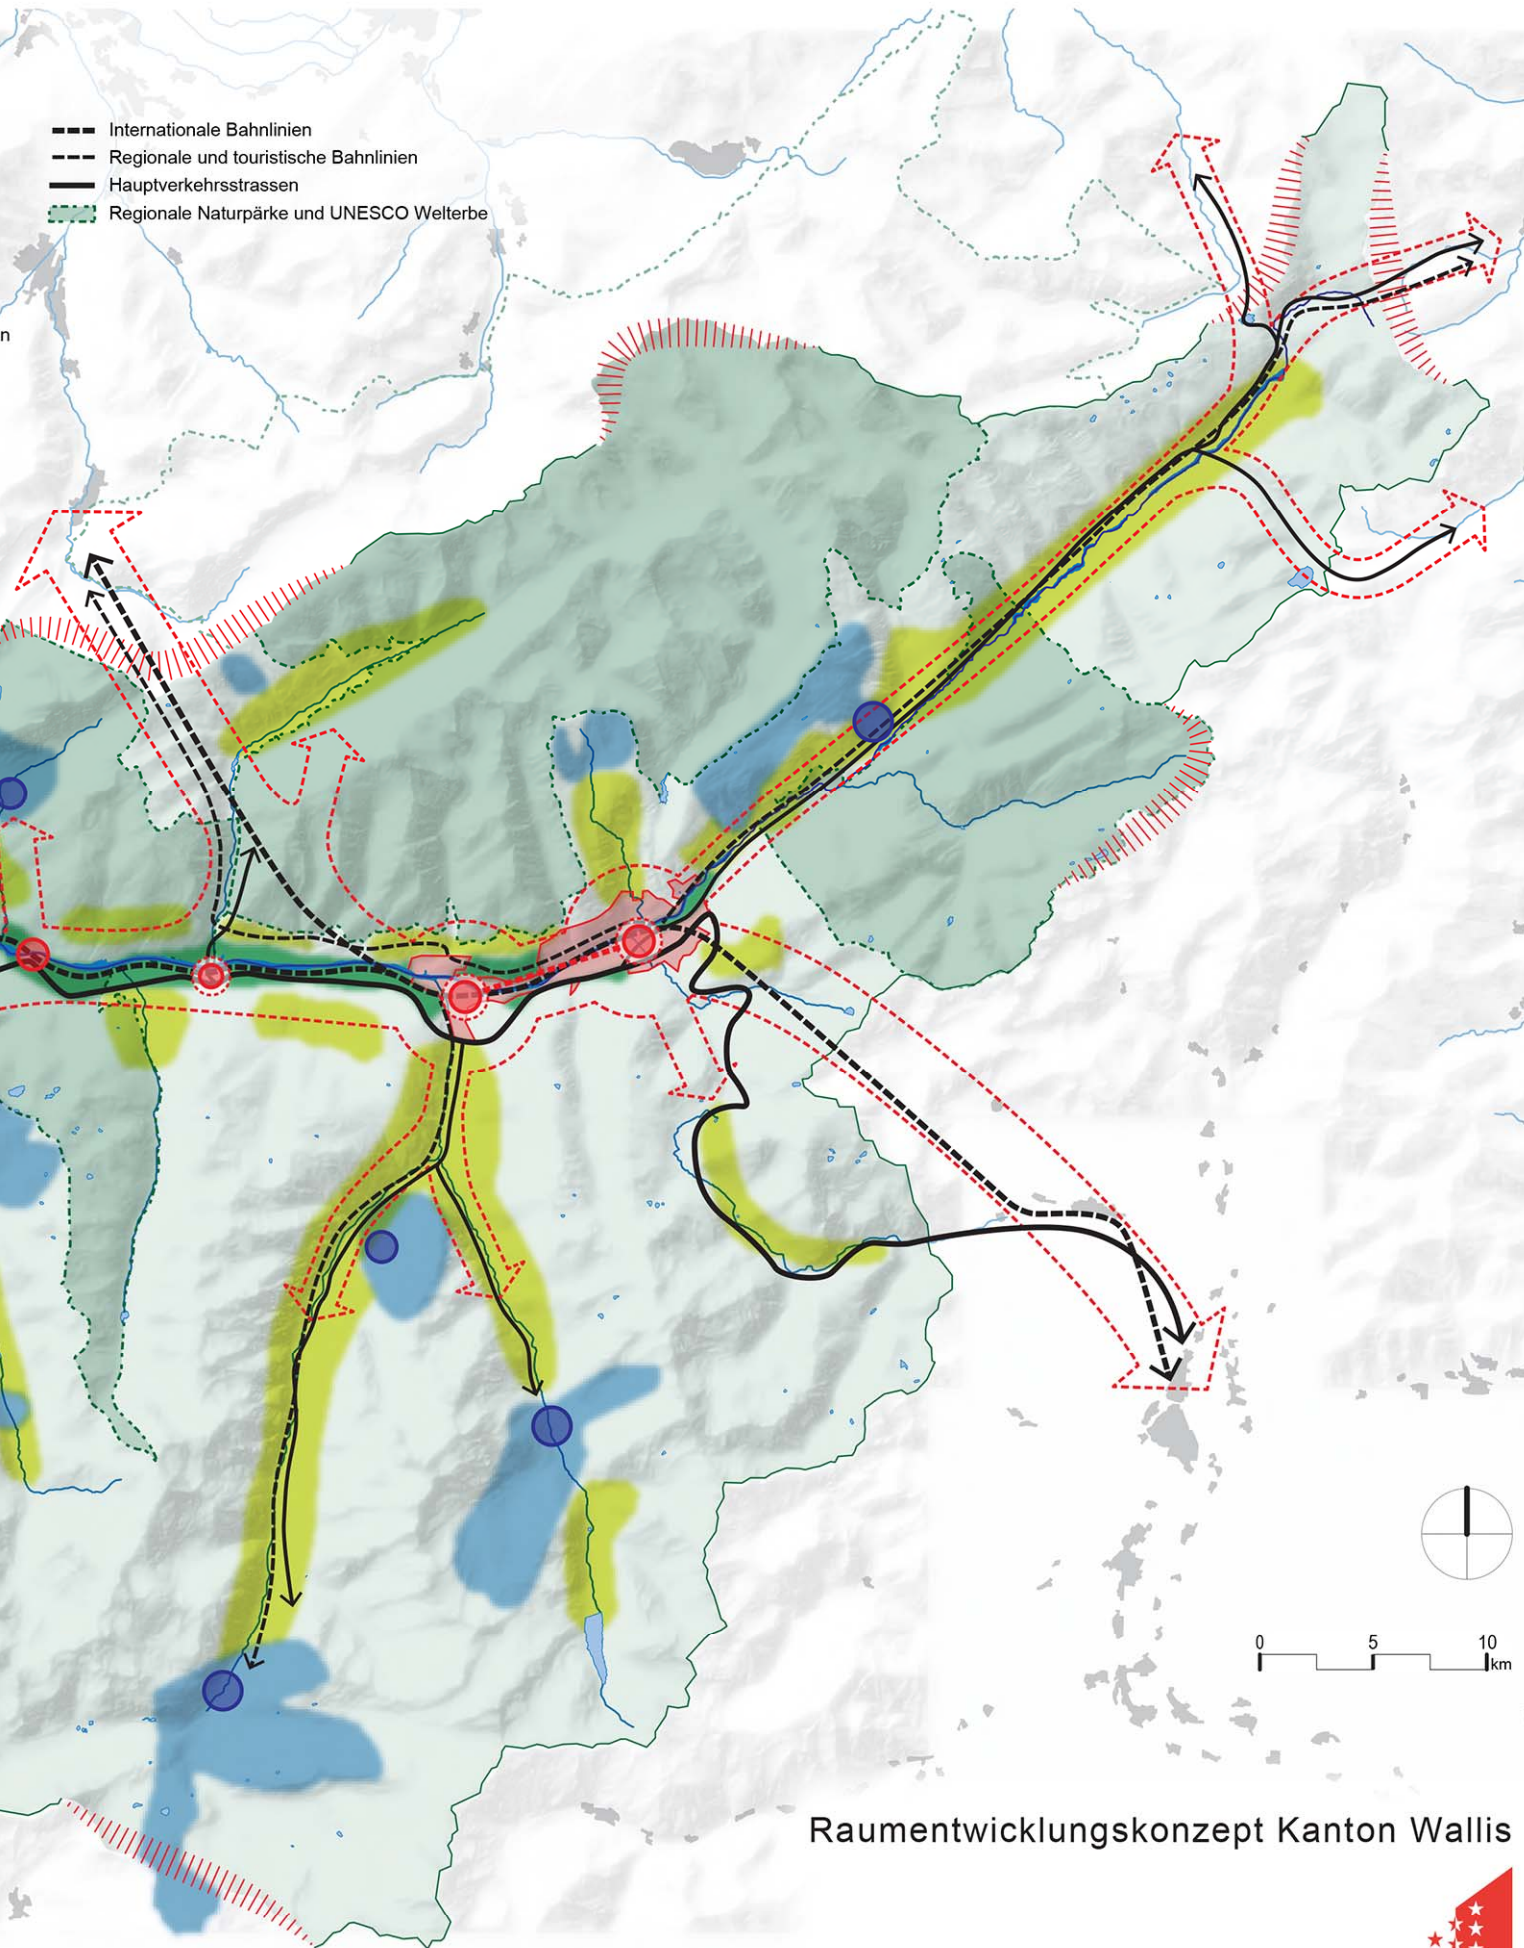 Internationale Bahnlinien
Regionale und touristische Bahnlinien
Hauptverkehrsstrassen
Regionale Naturpärke und UNESCO Welterbe
n
0 5 10
km
Raumentwicklungskonzept Kanton Wallis